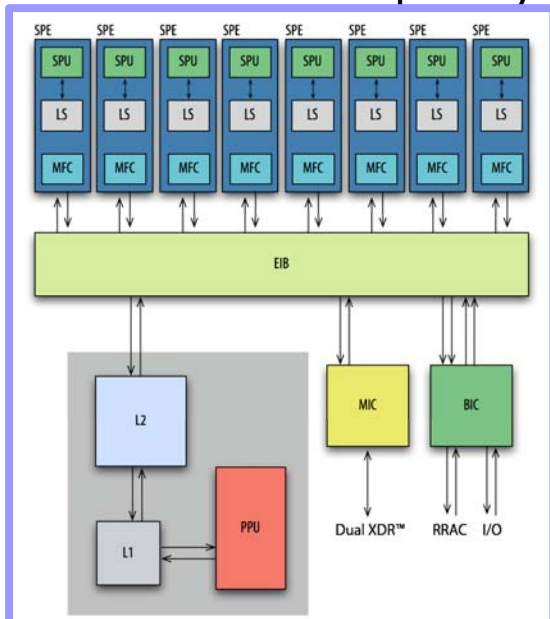 SPE SPE SPE SPE SPE SPE SPE SPE
SPU SPU SPU SPU SPU SPU SPU SPU
LS LS LS LS LS LS LS LS
MFC MFC MFC MFC MFC MFC MFC MFC
EIB
L2 MIC BIC
PPU
Dual XDR™ RRAC I/O
L1